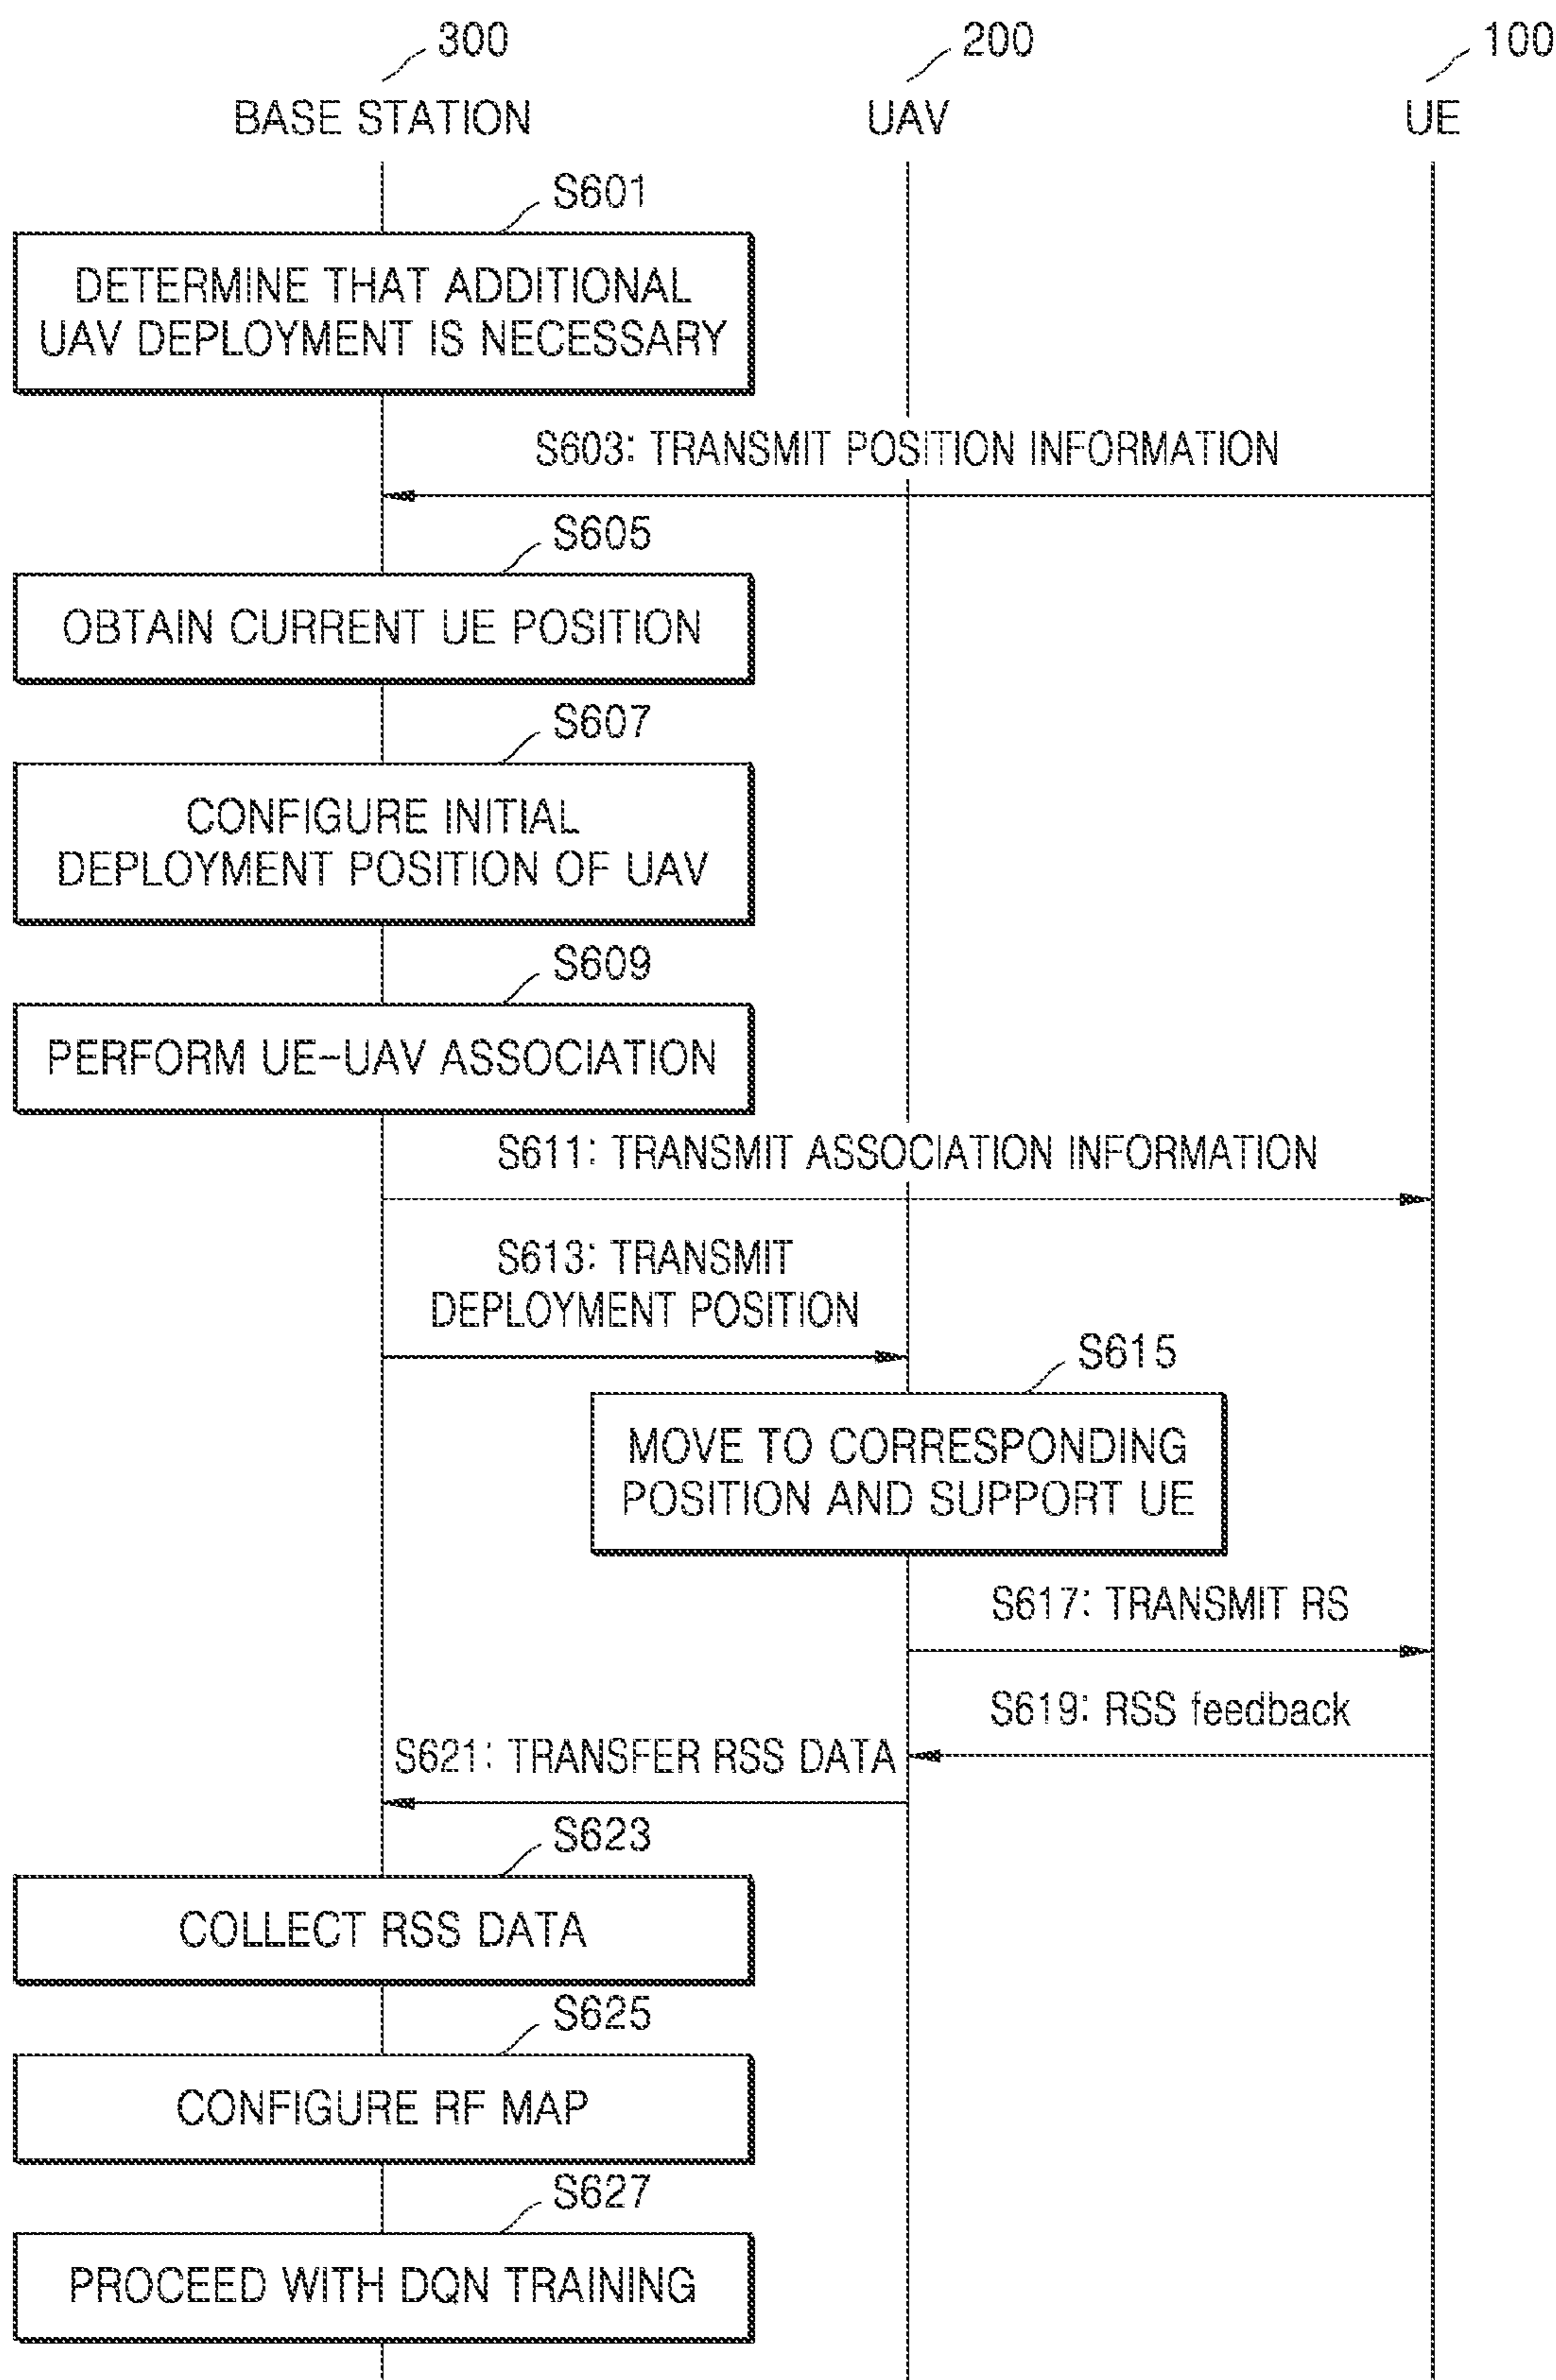 300
200
100
BASE STATION
UAV
UE
S601
DETERMINE THAT ADDITIONAL
UAV DEPLOYMENT IS NECESSARY
S603: TRANSMIT POSITION INFORMATION
S605
OBTAIN CURRENT UE POSITION
S607
CONFIGURE INITIAL
DEPLOYMENT POSITION OF UAV
S609
PERFORM UE-UAV ASSOCIATION
S611: TRANSMIT ASSOCIATION INFORMATION
S613: TRANSMIT
DEPLOYMENT POSITION
S615
MOVE TO CORRESPONDING
POSITION AND SUPPORT UE
S617: TRANSMIT RS
S619: RSS feedback
S621: TRANSFER RSS DATA
S623
COLLECT RSS DATA
S625
CONFIGURE RF MAP
S627
PROCEED WITH DQN TRAINING